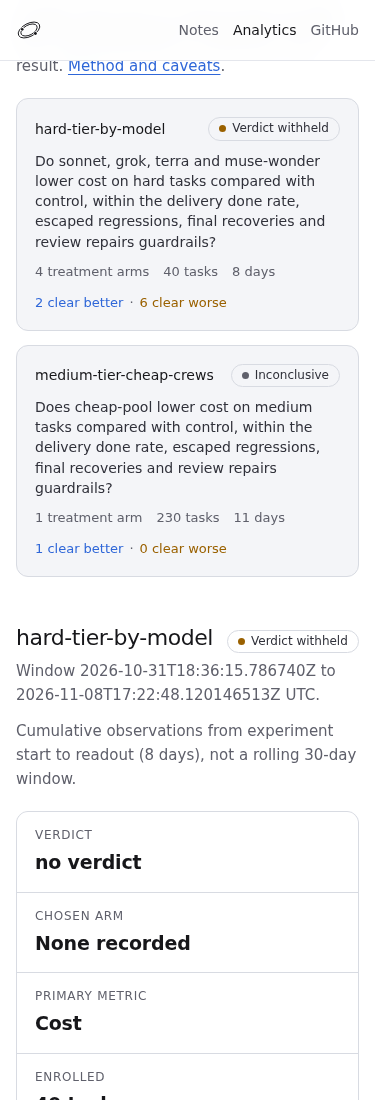 Notes Analytics GitHub
result. Method and caveats.
hard-tier-by-model
Verdict withheld
Do sonnet, grok, terra and muse-wonder
lower cost on hard tasks compared with
control, within the delivery done rate,
escaped regressions, final recoveries and
review repairs guardrails?
4 treatment arms 40 tasks 8 days
2 clear better · 6 clear worse
medium-tier-cheap-crews
Inconclusive
Does cheap-pool lower cost on medium
tasks compared with control, within the
delivery done rate, escaped regressions,
final recoveries and review repairs
guardrails?
1 treatment arm 230 tasks 11 days
1 clear better · 0 clear worse
hard-tier-by-model
Verdict withheld
Window 2026-10-31T18:36:15.786740Z to
2026-11-08T17:22:48.120146513Z UTC.
Cumulative observations from experiment
start to readout (8 days), not a rolling 30-day
window.
VERDICT
no verdict
CHOSEN ARM
None recorded
PRIMARY METRIC
Cost
ENROLLED